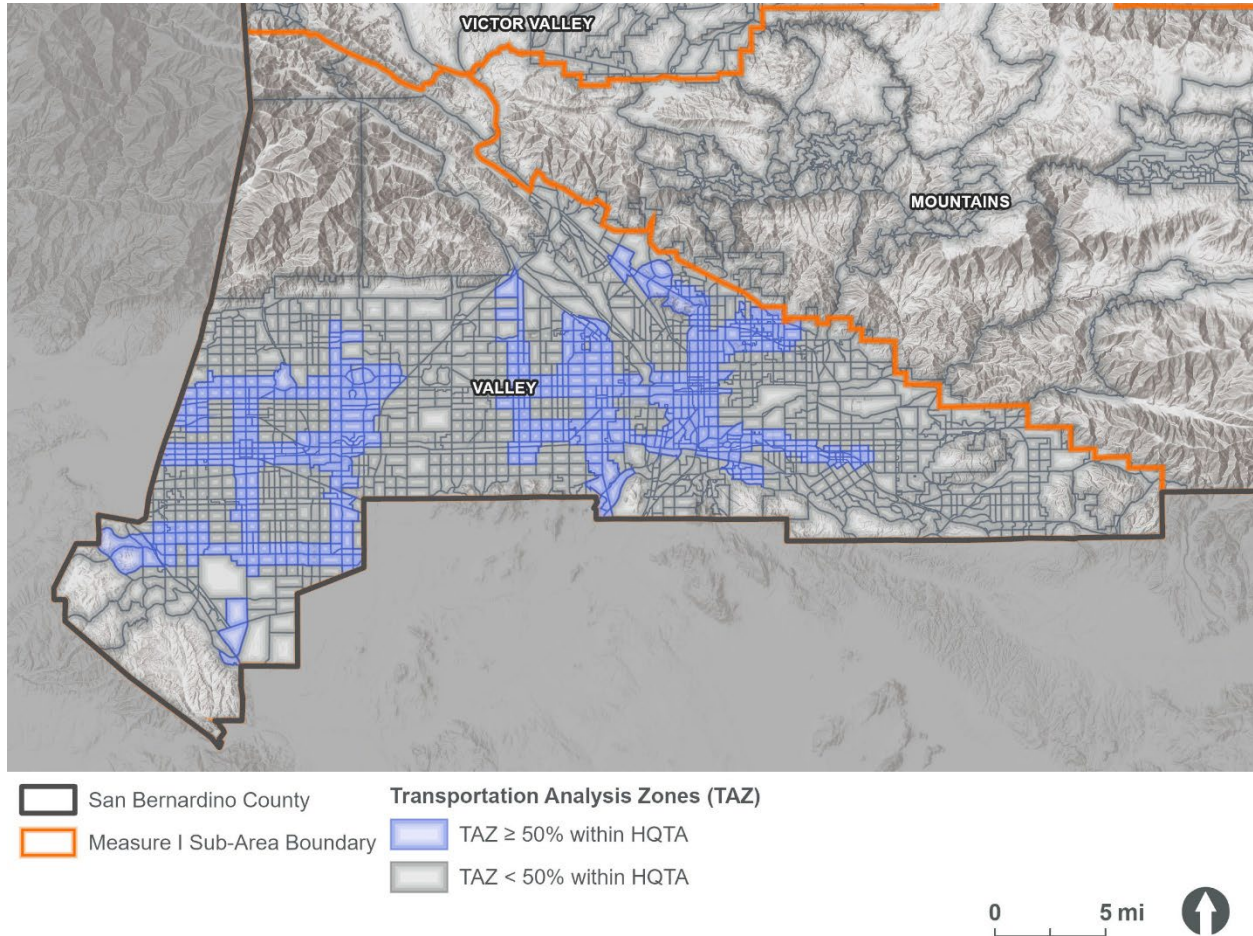 VICTOR VALLEY
MOUNTAINS
VALLEY
San Bernardino County
Measure I Sub-Area Boundary
Transportation Analysis Zones (TAZ)
TAZ ≥ 50% within HQTA
TAZ < 50% within HQTA
0 5 mi